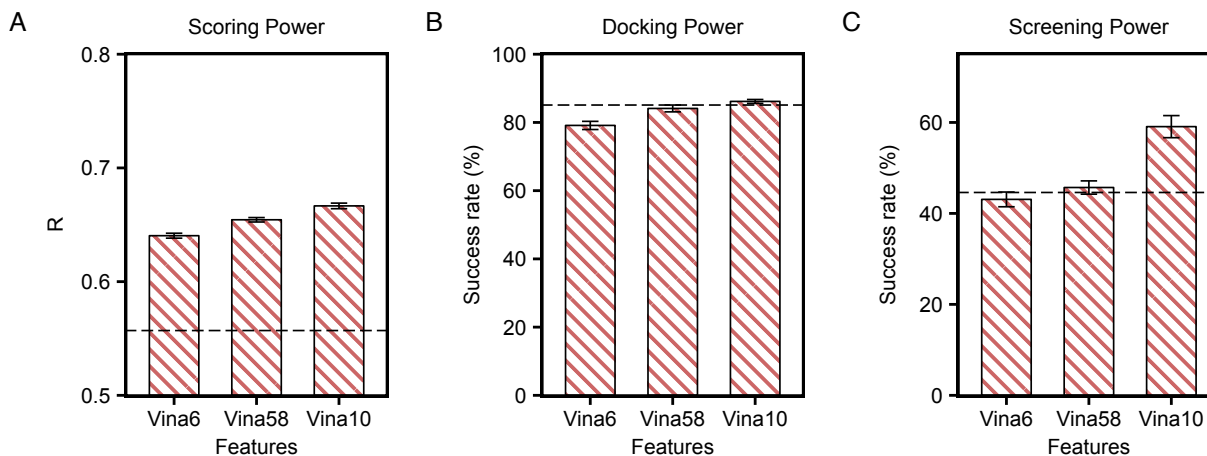 A
Scoring Power
R
0.8
0.7
0.6
0.5
Vina6 Vina58 Vina10
Features
B
Docking Power
Success rate (%)
100
80
60
40
20
0
Vina6 Vina58 Vina10
Features
C
Screening Power
Success rate (%)
60
40
20
0
Vina6 Vina58 Vina10
Features